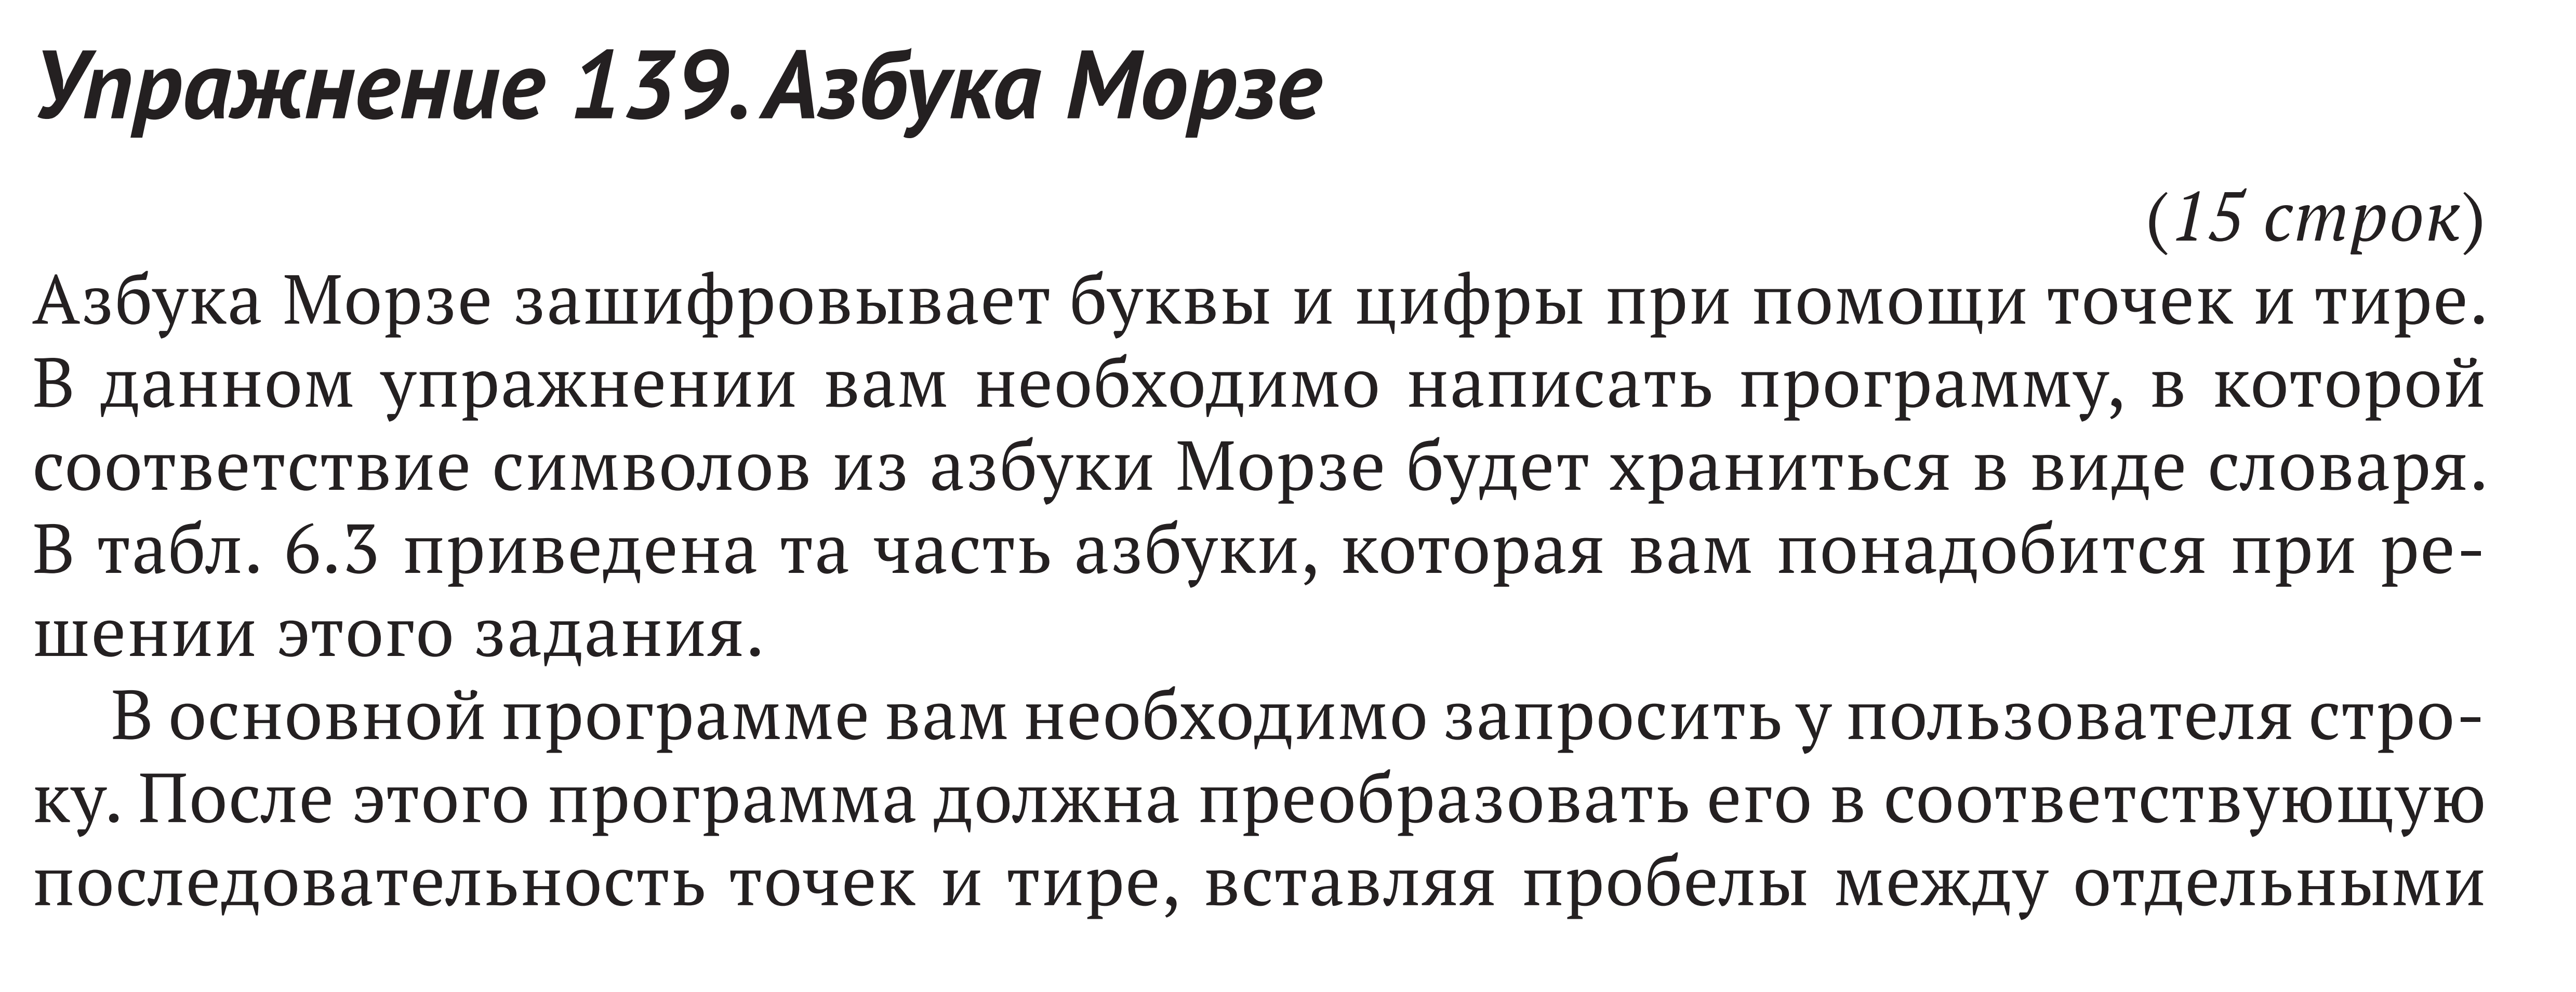 Упражнение 139. Азбука Морзе
(15 строк)
Азбука Морзе зашифровывает буквы и цифры при помощи точек и тире.
В данном упражнении вам необходимо написать программу, в которой
соответствие символов из азбуки Морзе будет храниться в виде словаря.
В табл. 6.3 приведена та часть азбуки, которая вам понадобится при ре-
шении этого задания.
В основной программе вам необходимо запросить у пользователя стро-
ку. После этого программа должна преобразовать его в соответствующую
последовательность точек и тире, вставляя пробелы между отдельными